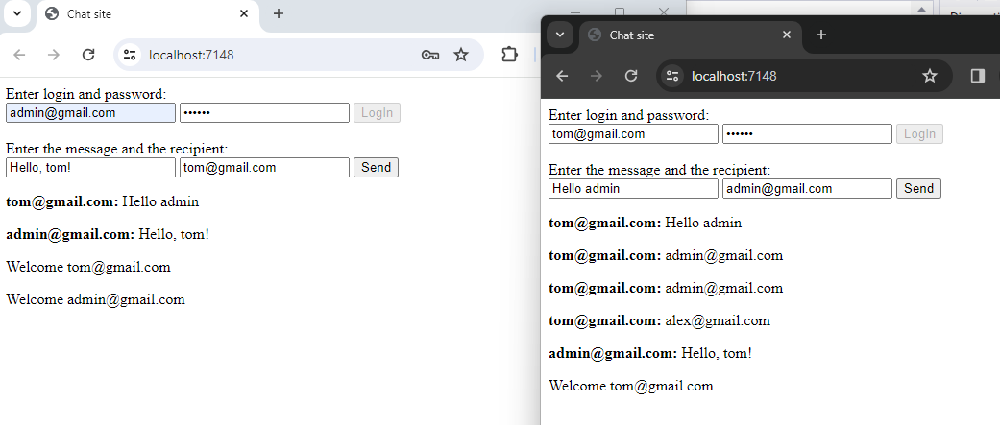 Chat site
localhost:7148
Enter login and password:
admin@gmail.com •••••• LogIn
Enter the message and the recipient:
Hello, tom! tom@gmail.com Send
tom@gmail.com: Hello admin
admin@gmail.com: Hello, tom!
Welcome tom@gmail.com
Welcome admin@gmail.com
Chat site
localhost:7148
Enter login and password:
tom@gmail.com •••••• LogIn
Enter the message and the recipient:
Hello admin admin@gmail.com Send
tom@gmail.com: Hello admin
tom@gmail.com: admin@gmail.com
tom@gmail.com: admin@gmail.com
tom@gmail.com: alex@gmail.com
admin@gmail.com: Hello, tom!
Welcome tom@gmail.com